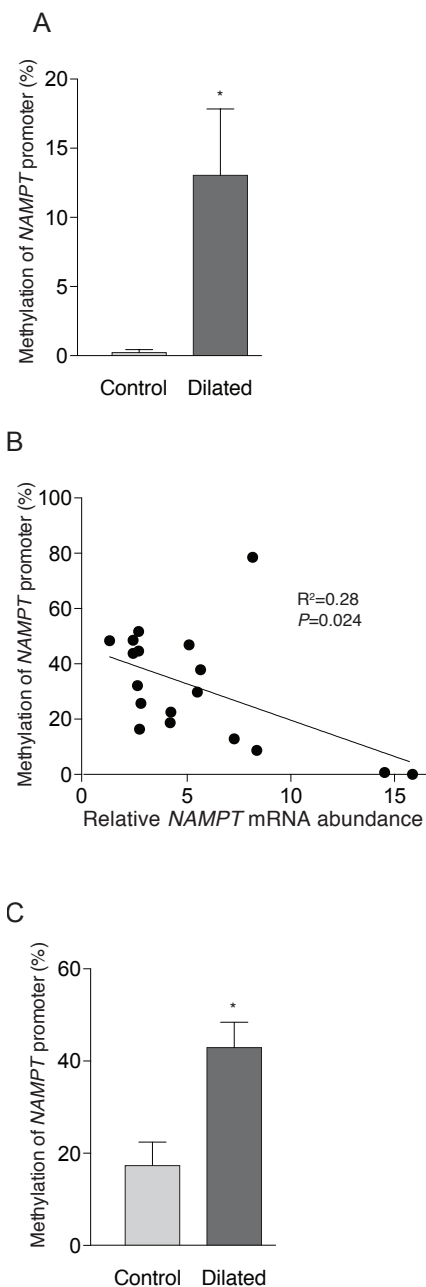 A
Methylation of NAMPT promoter (%)
20
15
10
5
0
*
Control Dilated
B
Methylation of NAMPT promoter (%)
100
80
60
40
20
0
R²=0.28
P=0.024
0 5 10 15
Relative NAMPT mRNA abundance
C
Methylation of NAMPT promoter (%)
60
40
20
0
*
Control Dilated